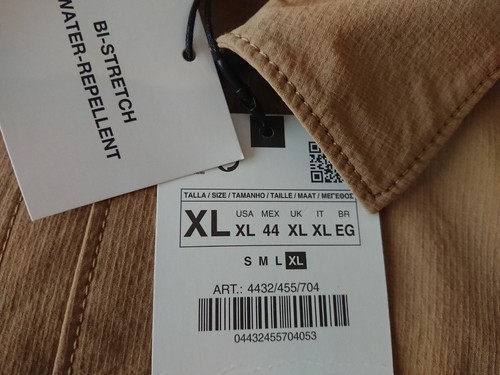 BI-STRETCH
WATER-REPELLENT
TALLA / SIZE / TAMANHO / TAILLE / MAAT / ΜΕΓΕΘΟΣ
XL USA MEX UK IT BR
XL 44 XL XL EG
S M L XL
ART.: 4432/455/704
04432455704053